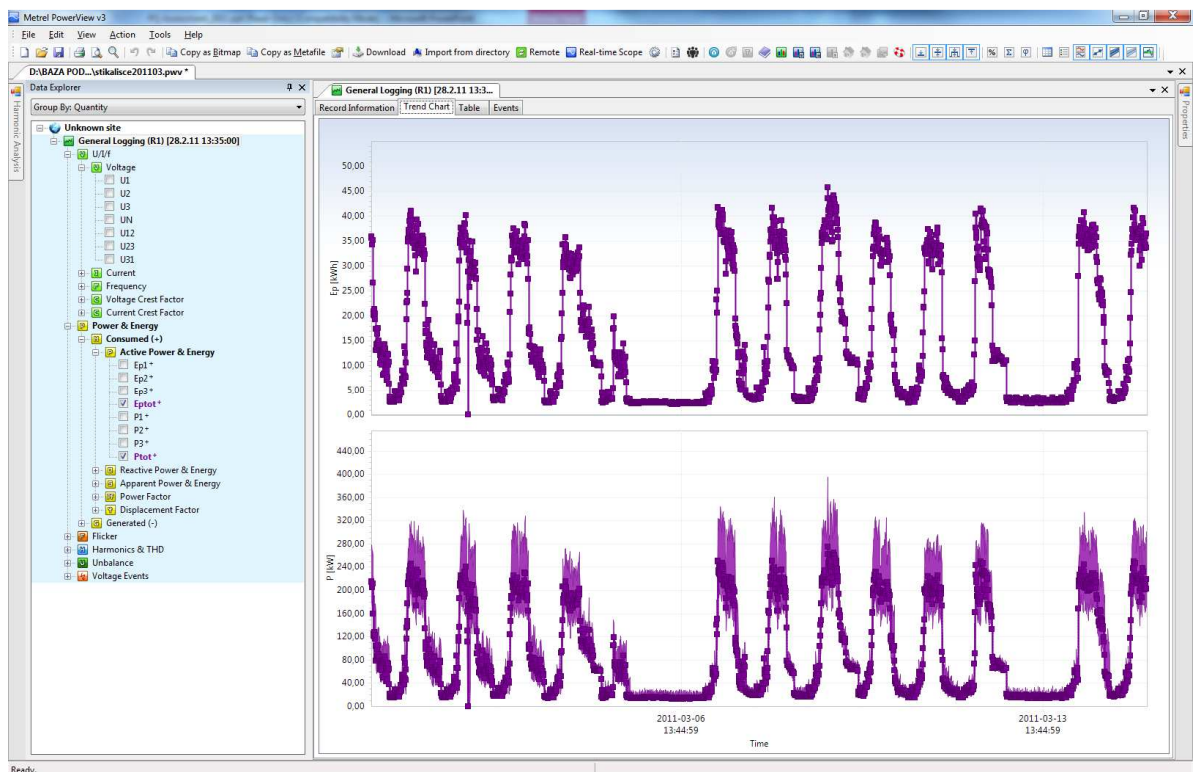 Metrel PowerView v3
File Edit View Action Tools Help
Copy as Bitmap Copy as Metafile Download Import from directory Remote Real-time Scope
D:\BAZA POD...\stikalisce201103.pwv *
Data Explorer
General Logging (R1) [28.2.11 13:3...
Group By: Quantity
Record Information Trend Chart Table Events
Harmonic Analysis
Properties
Unknown site
General Logging (R1) [28.2.11 13:35:00]
U/I/f
Voltage
U1
U2
U3
UN
U12
U23
U31
Current
Frequency
Voltage Crest Factor
Current Crest Factor
Power & Energy
Consumed (+)
Active Power & Energy
Ep1+
Ep2+
Ep3+
Eptot+
P1+
P2+
P3+
Ptot+
Reactive Power & Energy
Apparent Power & Energy
Power Factor
Displacement Factor
Generated (-)
Flicker
Harmonics & THD
Unbalance
Voltage Events
50,00
45,00
40,00
35,00
30,00
25,00
20,00
15,00
10,00
5,00
0,00
Ep [kWh]
440,00
400,00
360,00
320,00
280,00
240,00
200,00
160,00
120,00
80,00
40,00
0,00
P [kW]
2011-03-06 2011-03-13
13:44:59 13:44:59
Time
Ready.